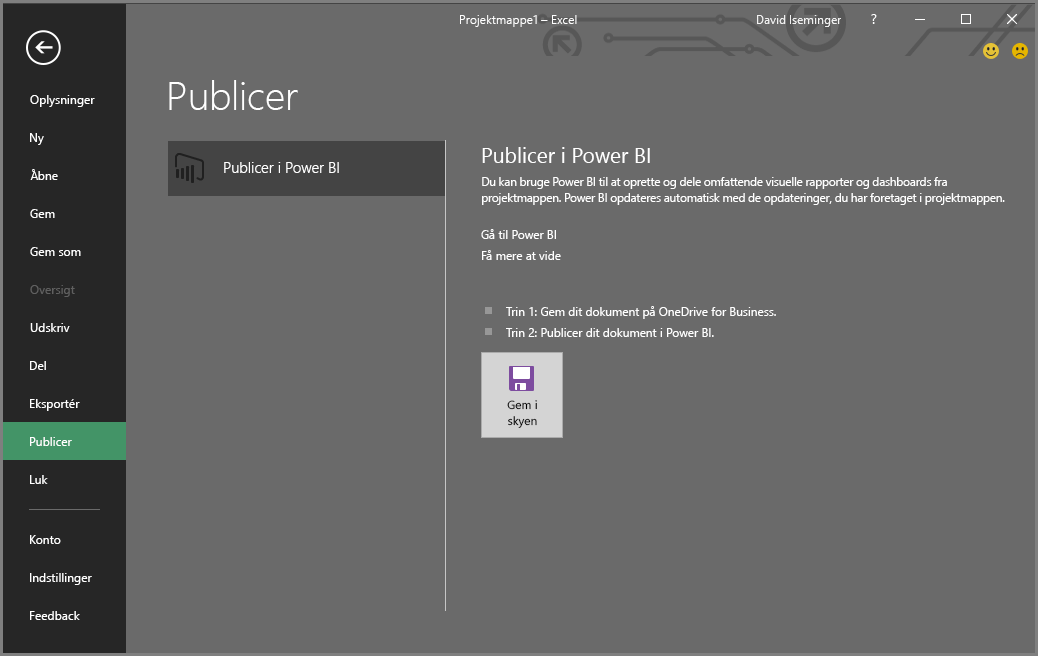 Projektmappe1 – Excel
David Iseminger
?
Oplysninger
Ny
Åbne
Gem
Gem som
Oversigt
Udskriv
Del
Eksportér
Publicer
Luk
Konto
Indstillinger
Feedback
Publicer
Publicer i Power BI
Publicer i Power BI
Du kan bruge Power BI til at oprette og dele omfattende visuelle rapporter og dashboards fra
projektmappen. Power BI opdateres automatisk med de opdateringer, du har foretaget i projektmappen.
Gå til Power BI
Få mere at vide
Trin 1: Gem dit dokument på OneDrive for Business.
Trin 2: Publicer dit dokument i Power BI.
Gem i
skyen